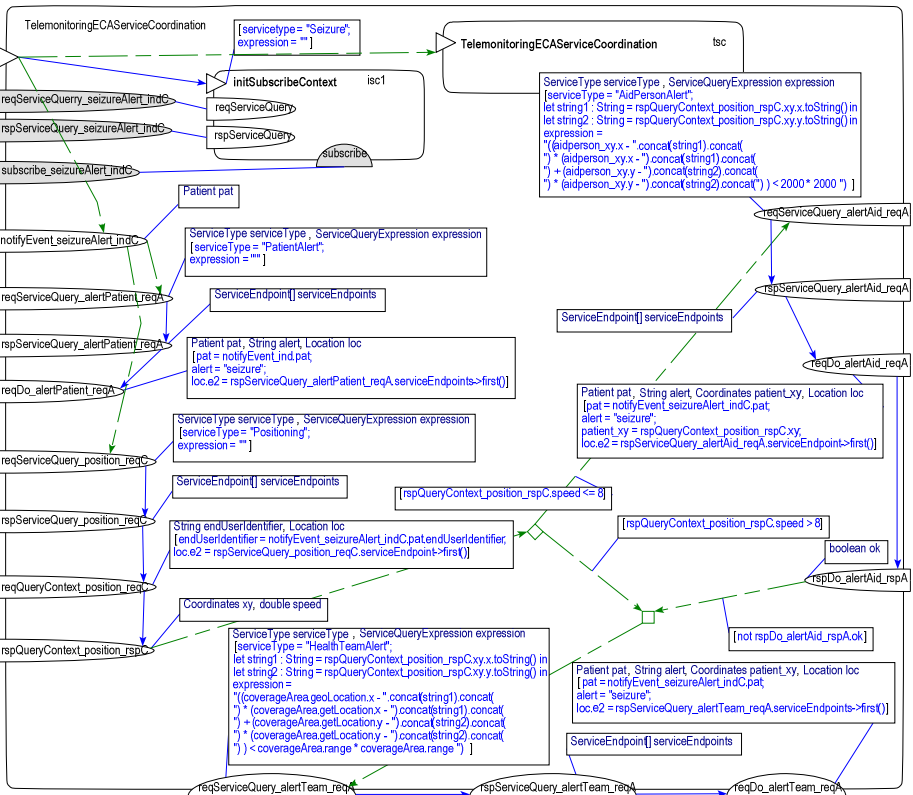 TelemonitoringECAServiceCoordination
[servicetype = "Seizure";
expression = "" ]
TelemonitoringECAServiceCoordination
tsc
initSubscribeContext
isc1
reqServiceQuery
rspServiceQuery
subscribe
reqServiceQuerry_seizureAlert_indC
rspServiceQuerry_seizureAlert_indC
subscribe_seizureAlert_indC
ServiceType serviceType , ServiceQueryExpression expression
[serviceType = "AidPersonAlert";
let string1 : String = rspQueryContext_position_rspC.xy.x.toString() in
let string2 : String = rspQueryContext_position_rspC.xy.y.toString() in
expression =
"((aidperson_xy.x - ".concat(string1).concat(
") * (aidperson_xy.x - ").concat(string1).concat(
") + (aidperson_xy.y - ").concat(string2).concat(
") * (aidperson_xy.y - ").concat(string2).concat(") ) < 2000 * 2000 ")  ]
Patient pat
notifyEvent_seizureAlert_indC
reqServiceQuery_alertAid_reqA
ServiceType serviceType , ServiceQueryExpression expression
[serviceType = "PatientAlert";
expression = """ ]
reqServiceQuery_alertPatient_reqA
ServiceEndpoint[] serviceEndpoints
rspServiceQuery_alertAid_reqA
ServiceEndpoint[] serviceEndpoints
rspServiceQuery_alertPatient_reqA
Patient pat, String alert, Location loc
[pat = notifyEvent_ind.pat;
alert = "seizure";
loc.e2 = rspServiceQuery_alertPatient_reqA.serviceEndpoints->first()]
reqDo_alertPatient_reqA
reqDo_alertAid_reqA
Patient pat, String alert, Coordinates patient_xy, Location loc
[pat = notifyEvent_seizureAlert_indC.pat;
alert = "seizure";
patient_xy = rspQueryContext_position_rspC.xy;
loc.e2 = rspServiceQuery_alertAid_reqA.serviceEndpoint->first()]
ServiceType serviceType , ServiceQueryExpression expression
[serviceType = "Positioning";
expression = "" ]
reqServiceQuery_position_reqC
ServiceEndpoint[] serviceEndpoints
[rspQueryContext_position_rspC.speed <= 8]
rspServiceQuery_position_reqC
String endUserIdentifier, Location loc
[endUserIdentifier = notifyEvent_seizureAlert_indC.pat.endUserIdentifier,
loc.e2 = rspServiceQuery_position_reqC.serviceEndpoint->first()]
[rspQueryContext_position_rspC.speed > 8]
boolean ok
reqQueryContext_position_reqC
rspDo_alertAid_rspA
Coordinates xy, double speed
[not rspDo_alertAid_rspA.ok]
rspQueryContext_position_rspC
ServiceType serviceType , ServiceQueryExpression expression
[serviceType = "HealthTeamAlert";
let string1 : String = rspQueryContext_position_rspC.xy.x.toString() in
let string2 : String = rspQueryContext_position_rspC.xy.y.toString() in
expression =
"((coverageArea.geoLocation.x - ".concat(string1).concat(
") * (coverageArea.getLocation.x - ").concat(string1).concat(
") + (coverageArea.getLocation.y - ").concat(string2).concat(
") * (coverageArea.getLocation.y - ").concat(string2).concat(
") ) < coverageArea.range * coverageArea.range ")  ]
Patient pat, String alert, Coordinates patient_xy, Location loc
[pat = notifyEvent_seizureAlert_indC.pat;
alert = "seizure";
loc.e2 = rspServiceQuery_alertTeam_reqA.serviceEndpoints->first()]
ServiceEndpoint[] serviceEndpoints
reqServiceQuery_alertTeam_reqA
rspServiceQuery_alertTeam_reqA
reqDo_alertTeam_reqA